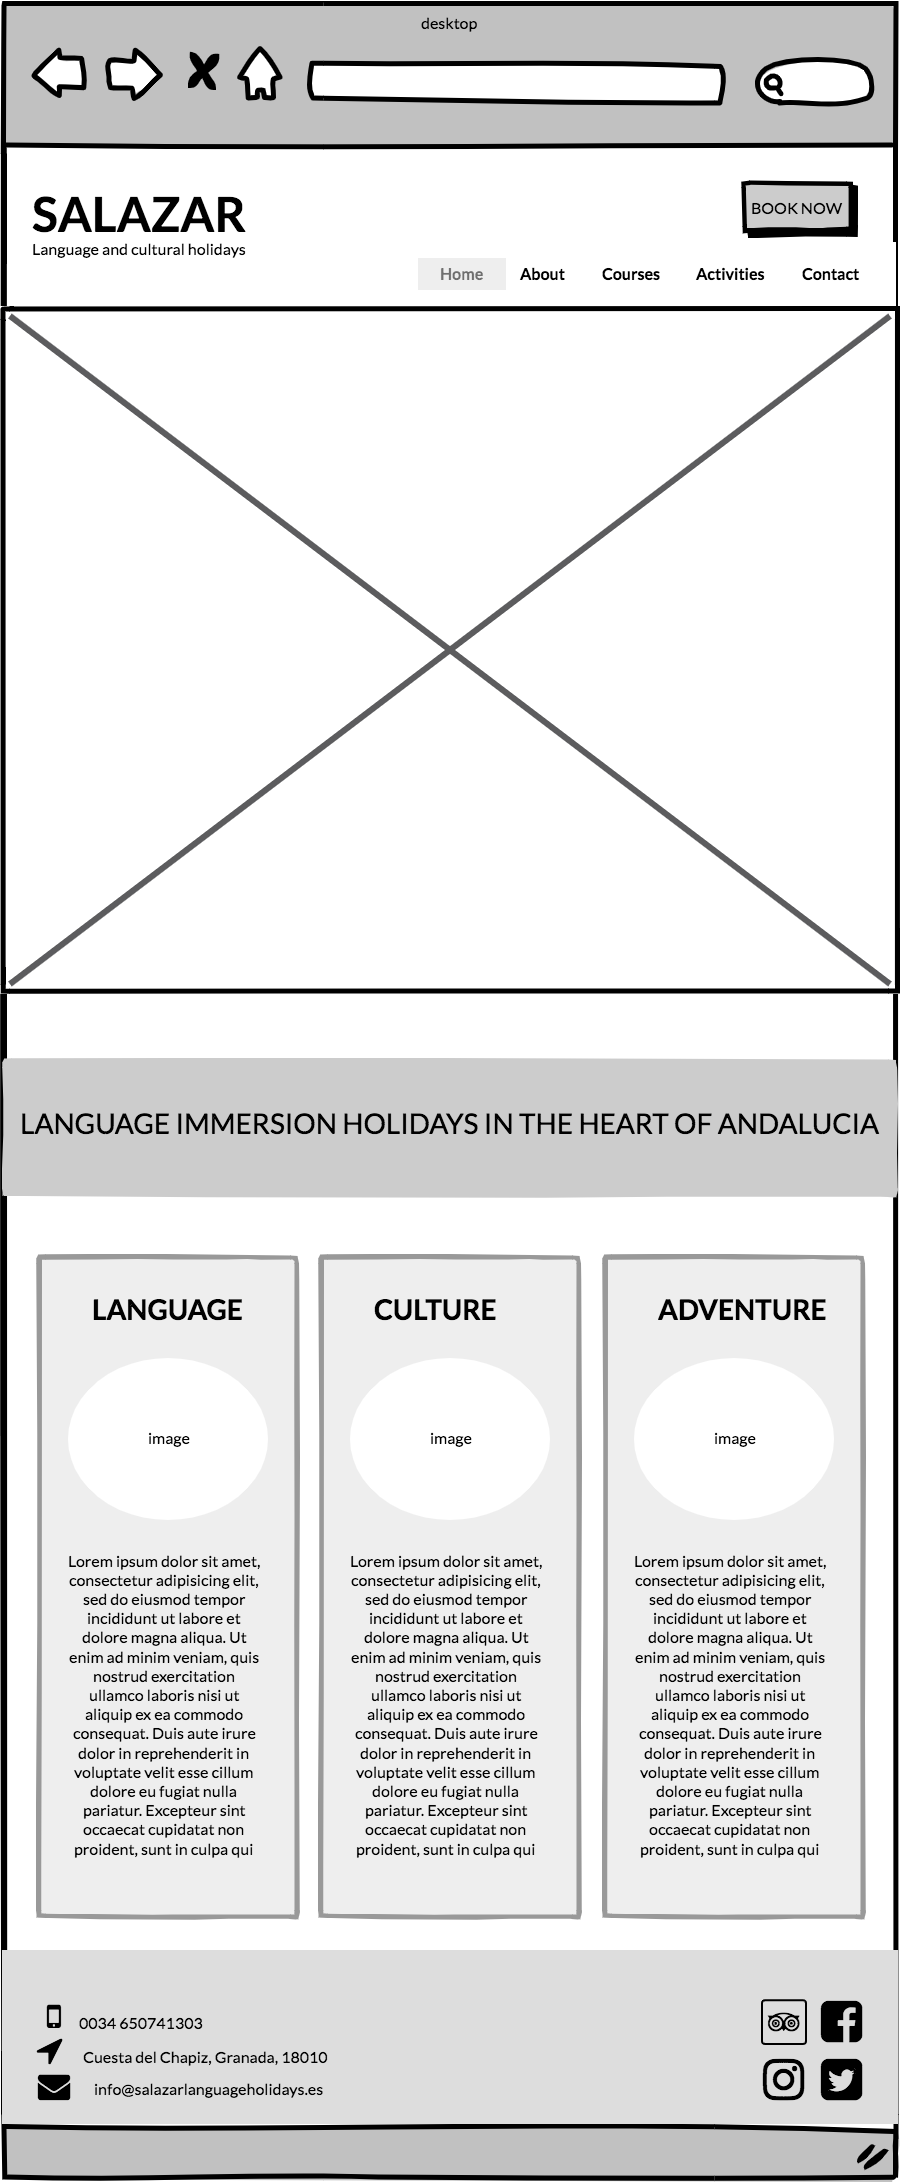 desktop
SALAZAR
Language and cultural holidays
BOOK NOW
Home About Courses Activities Contact
LANGUAGE IMMERSION HOLIDAYS IN THE HEART OF ANDALUCIA
LANGUAGE
image
Lorem ipsum dolor sit amet,
consectetur adipisicing elit,
sed do eiusmod tempor
incididunt ut labore et
dolore magna aliqua. Ut
enim ad minim veniam, quis
nostrud exercitation
ullamco laboris nisi ut
aliquip ex ea commodo
consequat. Duis aute irure
dolor in reprehenderit in
voluptate velit esse cillum
dolore eu fugiat nulla
pariatur. Excepteur sint
occaecat cupidatat non
proident, sunt in culpa qui
CULTURE
image
Lorem ipsum dolor sit amet,
consectetur adipisicing elit,
sed do eiusmod tempor
incididunt ut labore et
dolore magna aliqua. Ut
enim ad minim veniam, quis
nostrud exercitation
ullamco laboris nisi ut
aliquip ex ea commodo
consequat. Duis aute irure
dolor in reprehenderit in
voluptate velit esse cillum
dolore eu fugiat nulla
pariatur. Excepteur sint
occaecat cupidatat non
proident, sunt in culpa qui
ADVENTURE
image
Lorem ipsum dolor sit amet,
consectetur adipisicing elit,
sed do eiusmod tempor
incididunt ut labore et
dolore magna aliqua. Ut
enim ad minim veniam, quis
nostrud exercitation
ullamco laboris nisi ut
aliquip ex ea commodo
consequat. Duis aute irure
dolor in reprehenderit in
voluptate velit esse cillum
dolore eu fugiat nulla
pariatur. Excepteur sint
occaecat cupidatat non
proident, sunt in culpa qui
0034 650741303
Cuesta del Chapiz, Granada, 18010
info@salazarlanguageholidays.es